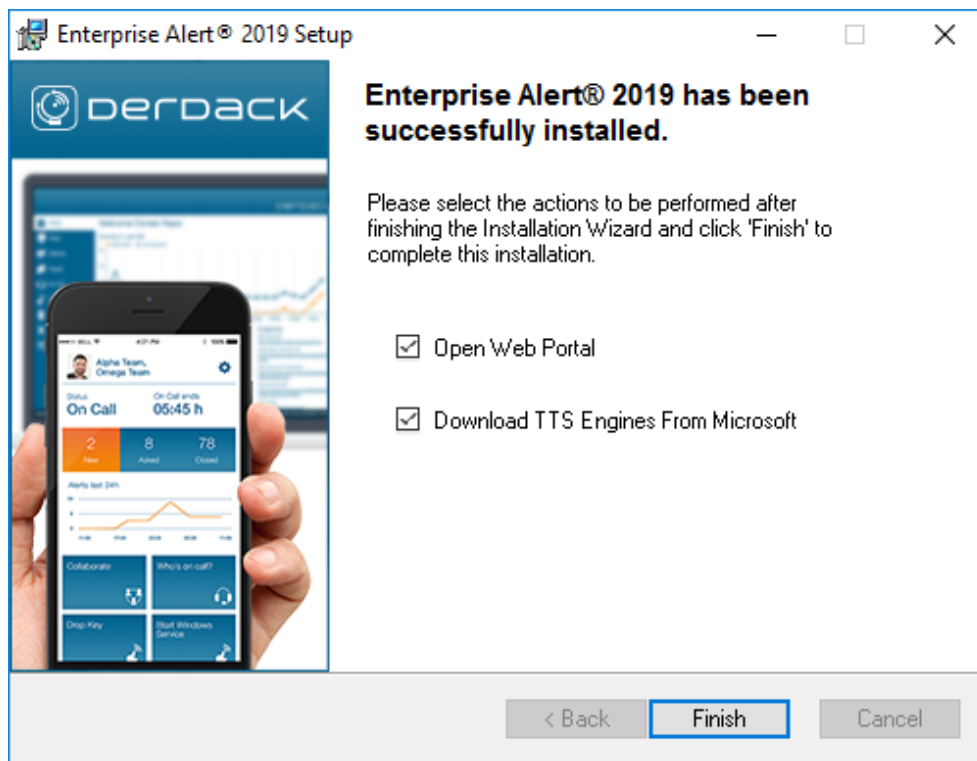 Enterprise Alert® 2019 Setup
DERDACK
Enterprise Alert® 2019 has been
successfully installed.
Please select the actions to be performed after
finishing the Installation Wizard and click 'Finish' to
complete this installation.
Open Web Portal
Download TTS Engines From Microsoft
Alpha Team,
Omega Team
Status
On Call ends
On Call
05:45 h
2
8
78
New
Acked
Closed
Alerts last 24h
Collaborate
Who's on call?
Drop Key
Start Windows
Service
< Back
Finish
Cancel